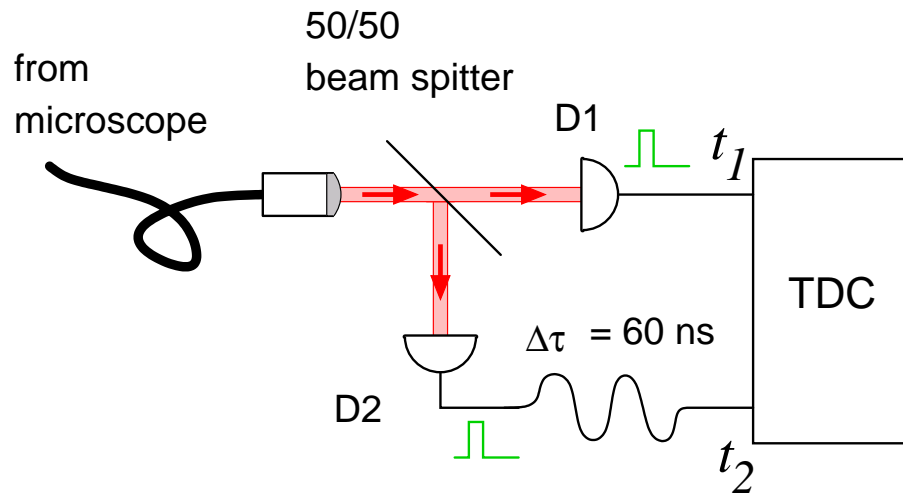 from
microscope
50/50
beam spitter
D1
t1
TDC
Δτ = 60 ns
D2
t2